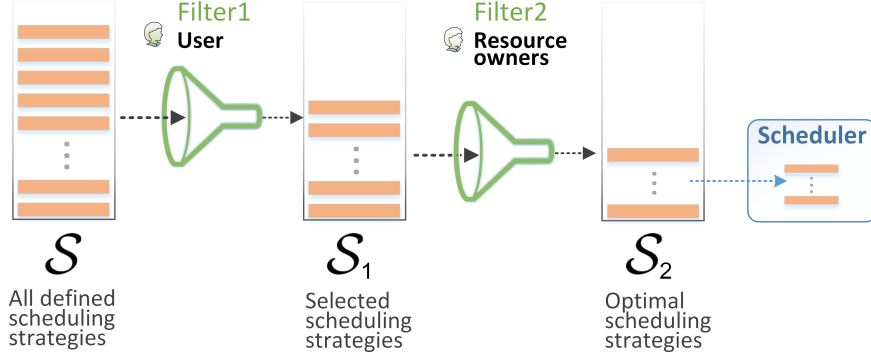 Filter1
User
Filter2
Resource
owners
Scheduler
𝒮
𝒮1
𝒮2
All defined
scheduling
strategies
Selected
scheduling
strategies
Optimal
scheduling
strategies